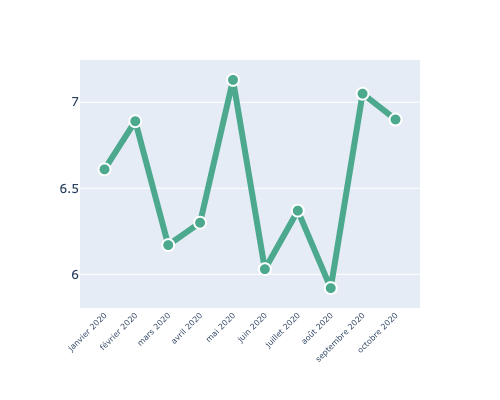 7
6.5
6
janvier 2020
février 2020
mars 2020
avril 2020
mai 2020
juin 2020
juillet 2020
août 2020
septembre 2020
octobre 2020